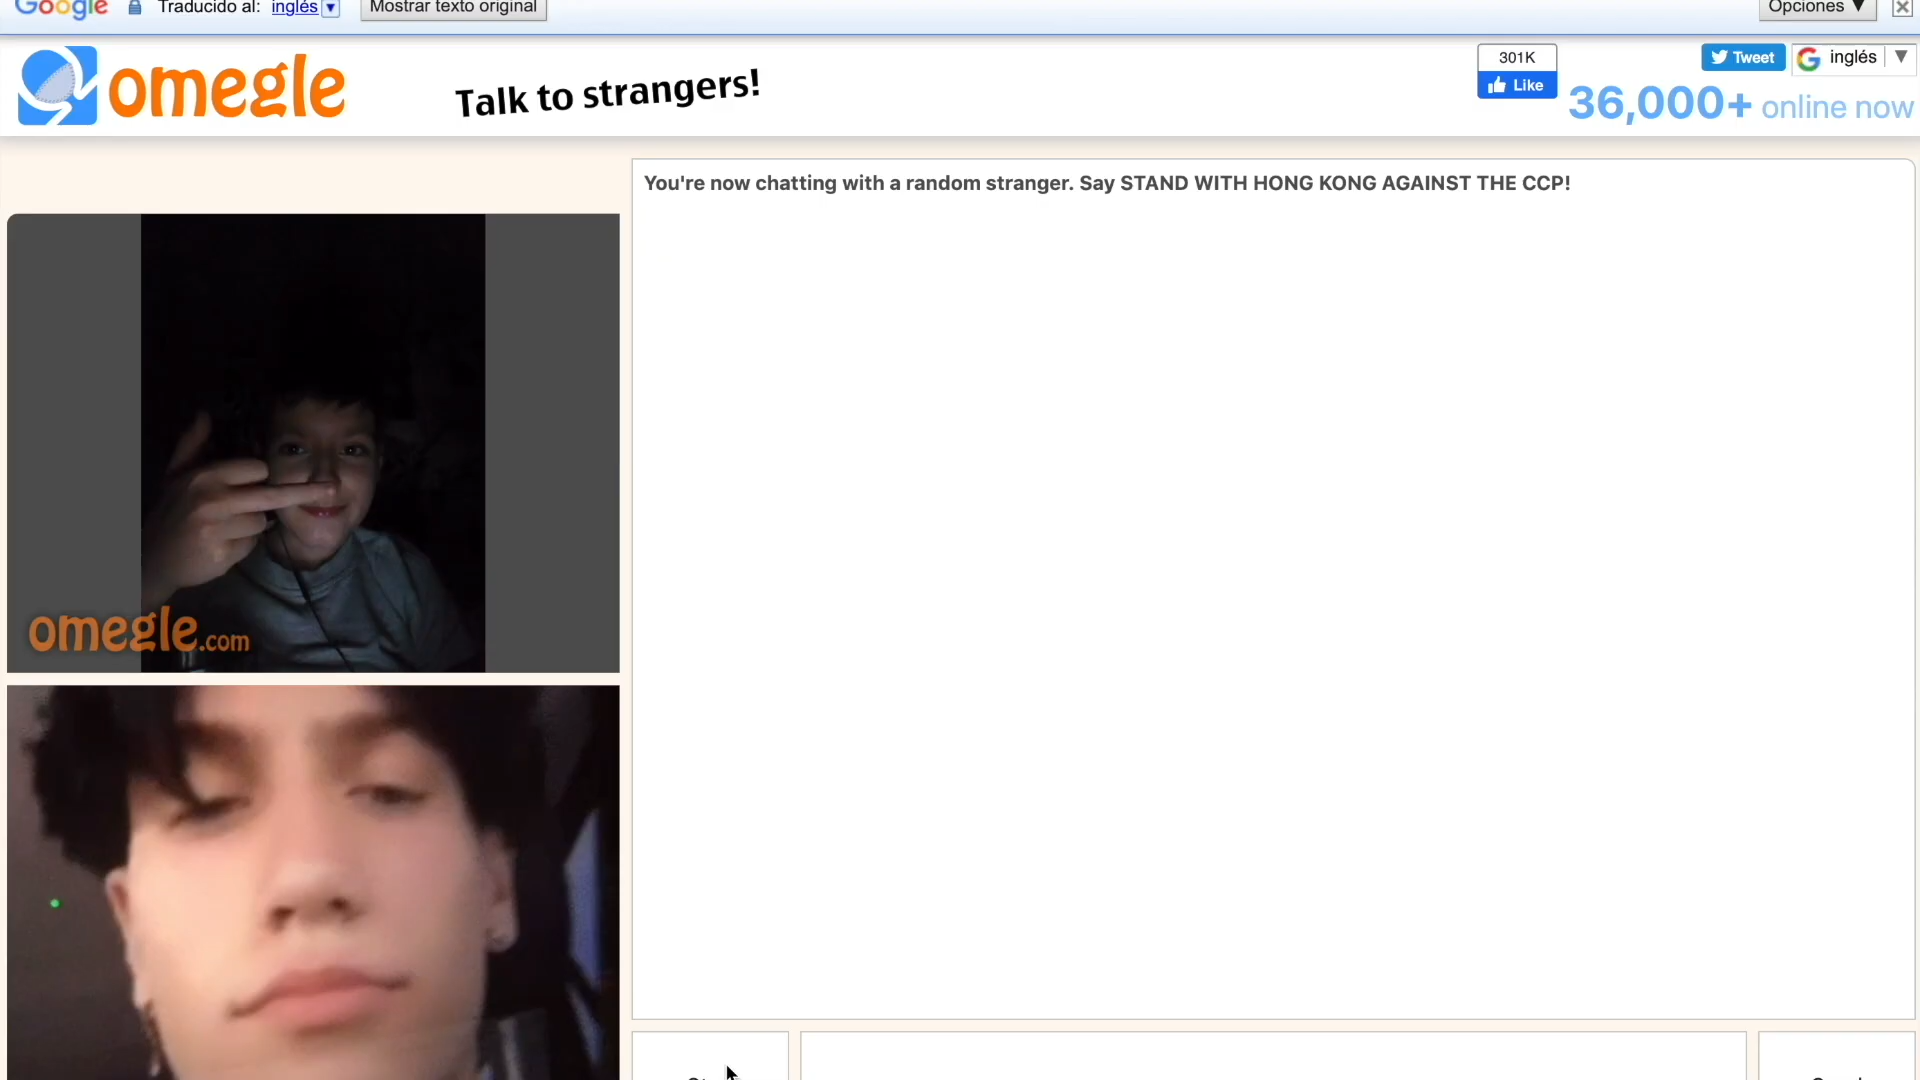 Google Traducido al: inglés ▼ Mostrar texto original Opciones ▼
omegle Talk to strangers! 301K Like Tweet inglés ▼
36,000+ online now
You're now chatting with a random stranger. Say STAND WITH HONG KONG AGAINST THE CCP!
omegle.com